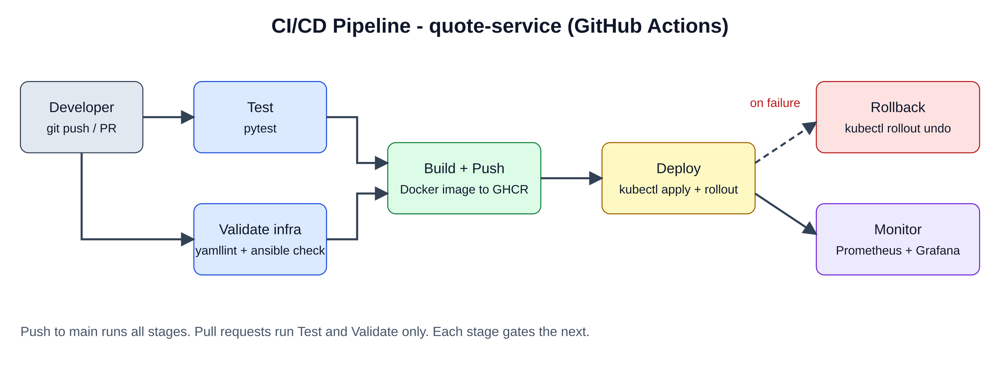 CI/CD Pipeline - quote-service (GitHub Actions)
Developer
git push / PR
Test
pytest
Validate infra
yamllint + ansible check
Build + Push
Docker image to GHCR
Deploy
kubectl apply + rollout
on failure
Rollback
kubectl rollout undo
Monitor
Prometheus + Grafana
Push to main runs all stages. Pull requests run Test and Validate only. Each stage gates the next.